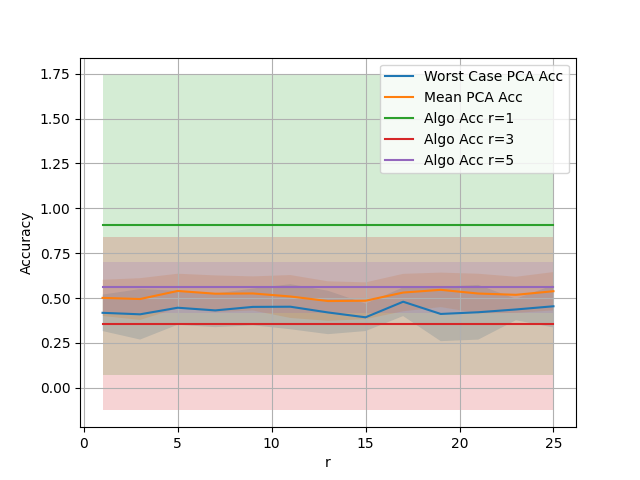 1.75
1.50
1.25
1.00
0.75
0.50
0.25
0.00
Accuracy
0 5 10 15 20 25
r
Worst Case PCA Acc
Mean PCA Acc
Algo Acc r=1
Algo Acc r=3
Algo Acc r=5